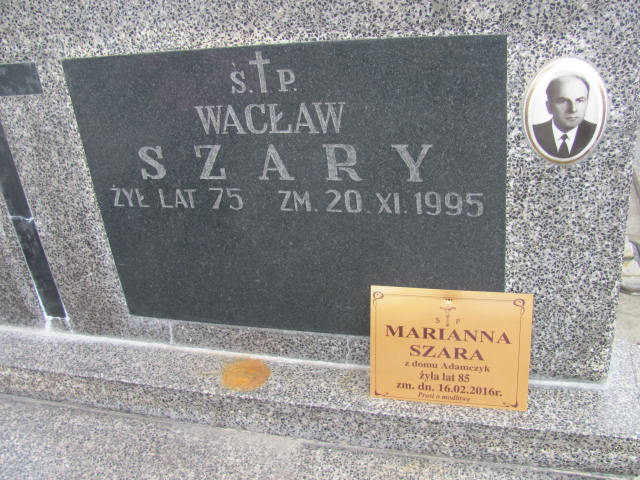 Ś.P.
WACŁAW
SZARY
ŻYŁ LAT 75 ZM. 20.XI.1995
Ś P
MARIANNA
SZARA
z domu Adamczyk
żyła lat 85
zm. dn. 16.02.2016r.
Prosi o modlitwę